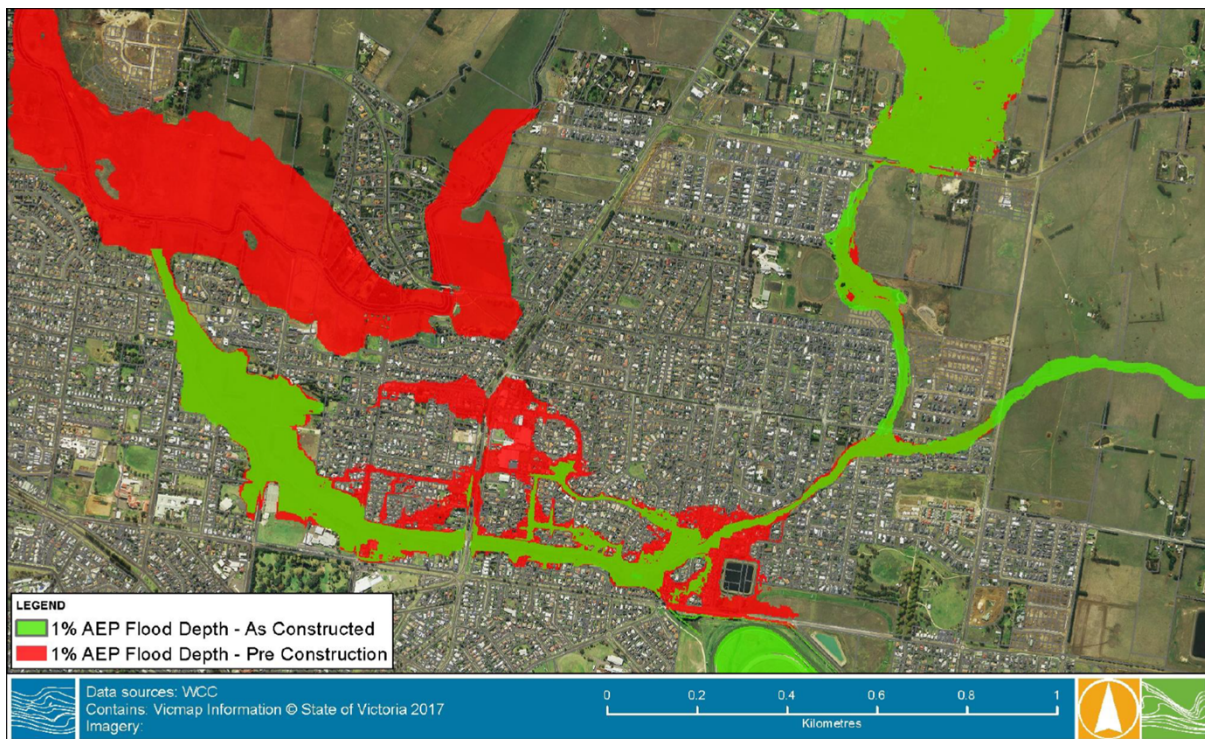 LEGEND
1% AEP Flood Depth - As Constructed
1% AEP Flood Depth - Pre Construction
Data sources: WCC
Contains: Vicmap Information © State of Victoria 2017
Imagery:
0 0.2 0.4 0.6 0.8 1
Kilometres